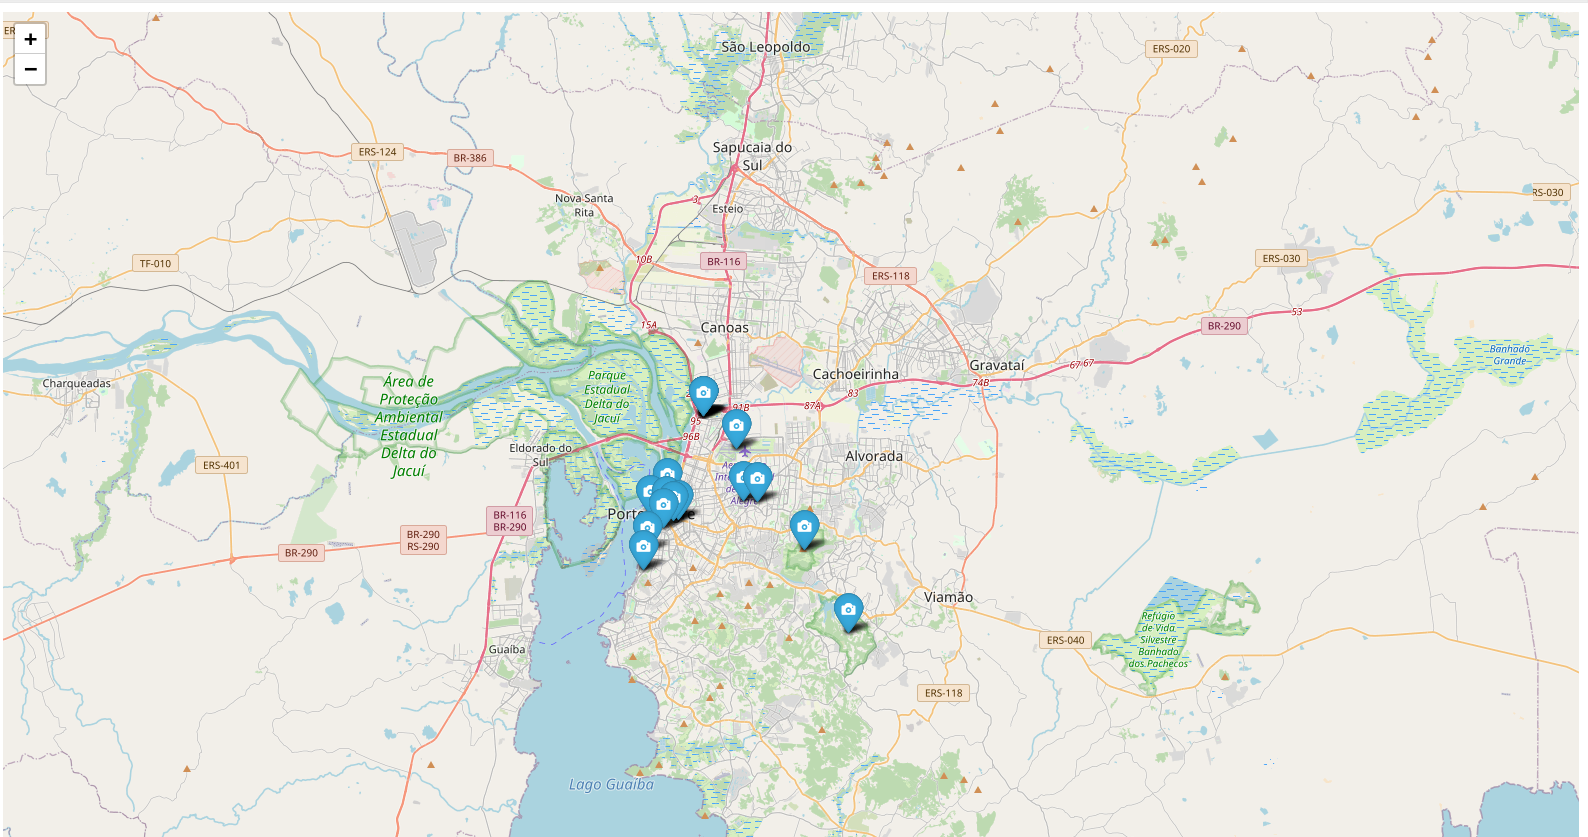 +
−
São Leopoldo
ERS-020
ERS-124
BR-386
Sapucaia do
Sul
Nova Santa
Rita
Esteio
RS-030
TF-010
10B
BR-116
ERS-118
ERS-030
53
BR-290
15A
Canoas
Gravataí
67
67
74B
Banhado
Grande
Charqueadas
Área de
Proteção
Ambiental
Estadual
Delta do
Jacuí
Parque
Estadual
Delta do
Jacuí
Cachoeirinha
83
87A
91B
95
96B
Eldorado do
Sul
ERS-401
Alvorada
BR-116
BR-290
BR-290
RS-290
BR-290
Viamão
ERS-040
Refúgio
de Vida
Silvestre
Banhado
dos Pachecos
Guaíba
ERS-118
Lago Guaíba